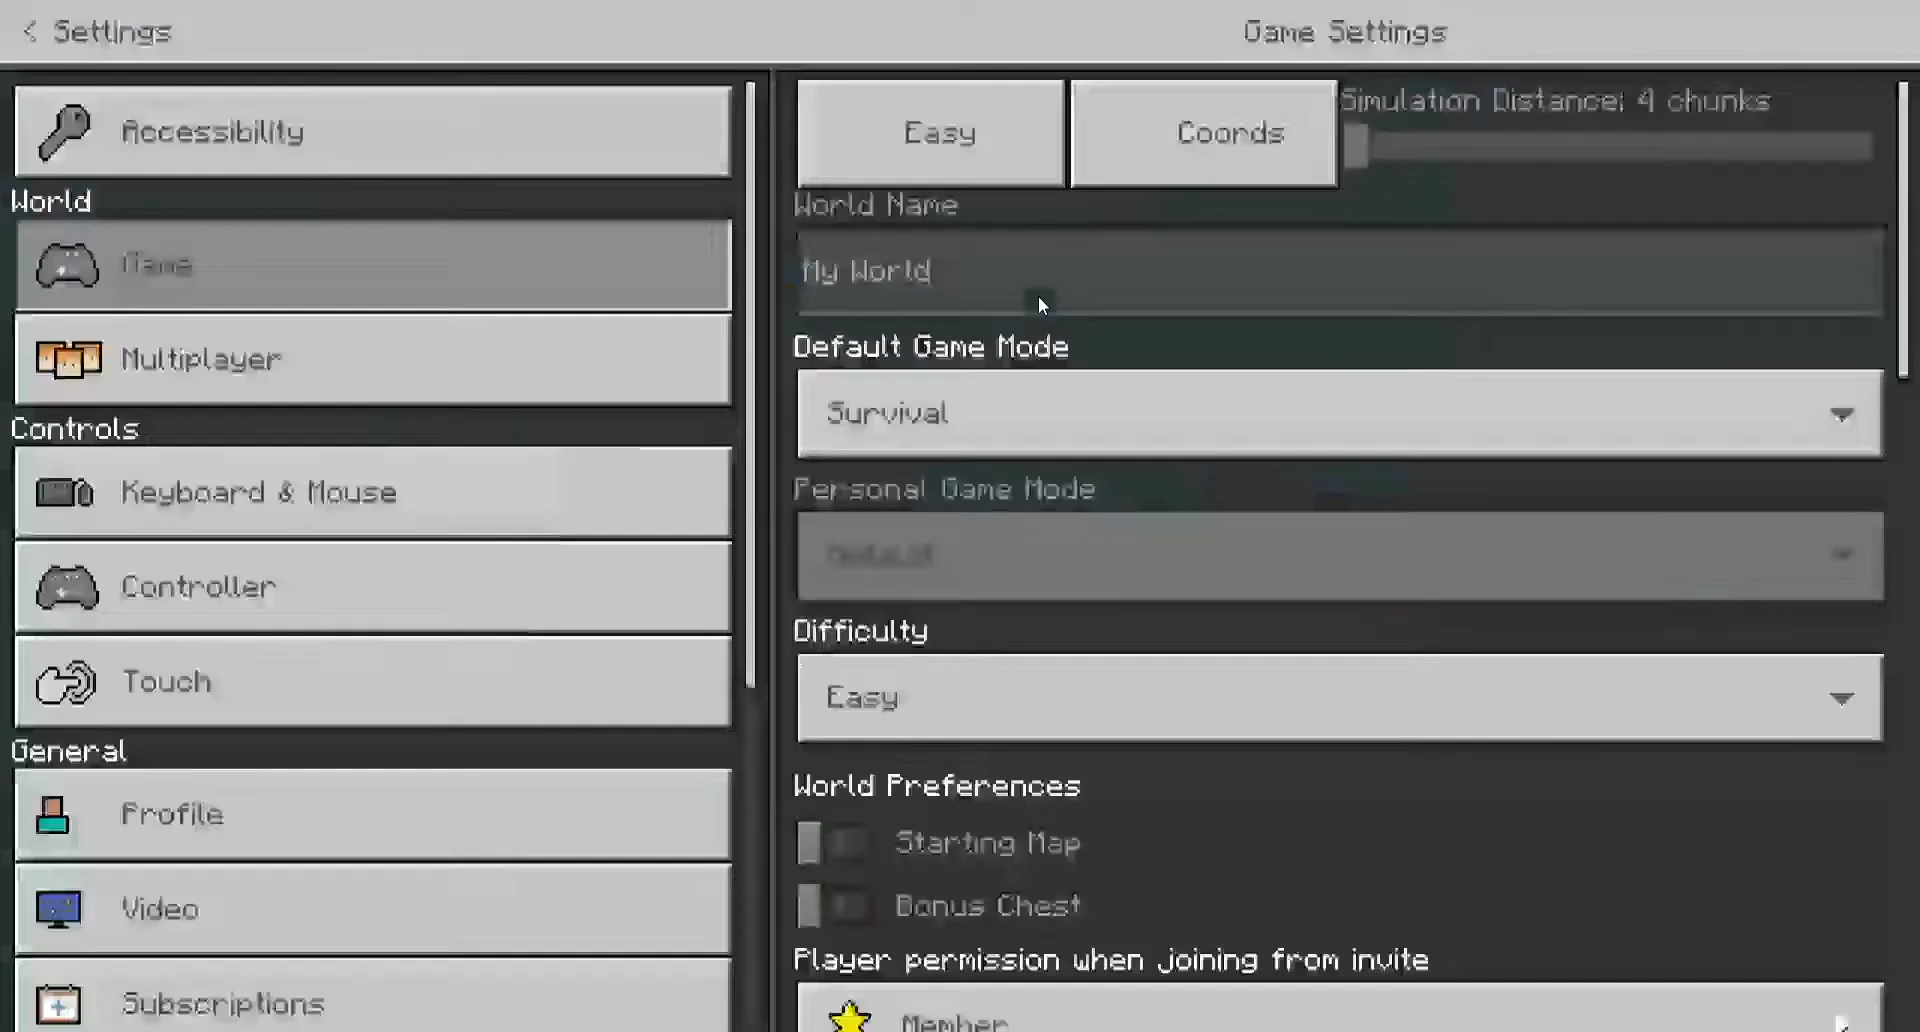 < Settings
Game Settings
Accessibility
World
Game
Multiplayer
Controls
Keyboard & Mouse
Controller
Touch
General
Profile
Video
Subscriptions
Easy
Coords
Simulation Distance: 4 chunks
World Name
My World
Default Game Mode
Survival
Personal Game Mode
Default
Difficulty
Easy
World Preferences
Starting Map
Bonus Chest
Player permission when joining from invite
Member